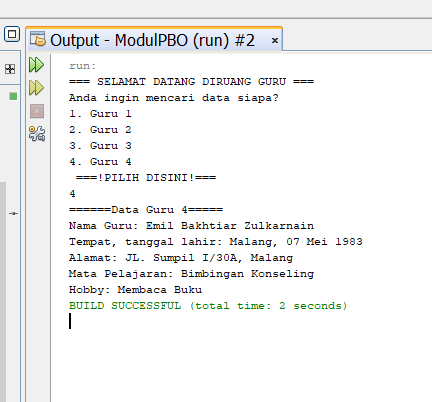 Output - ModulPBO (run) #2 ×
run:
=== SELAMAT DATANG DIRUANG GURU ===
Anda ingin mencari data siapa?
1. Guru 1
2. Guru 2
3. Guru 3
4. Guru 4
===!PILIH DISINI!===
4
======Data Guru 4=====
Nama Guru: Emil Bakhtiar Zulkarnain
Tempat, tanggal lahir: Malang, 07 Mei 1983
Alamat: JL. Sumpil I/30A, Malang
Mata Pelajaran: Bimbingan Konseling
Hobby: Membaca Buku
BUILD SUCCESSFUL (total time: 2 seconds)